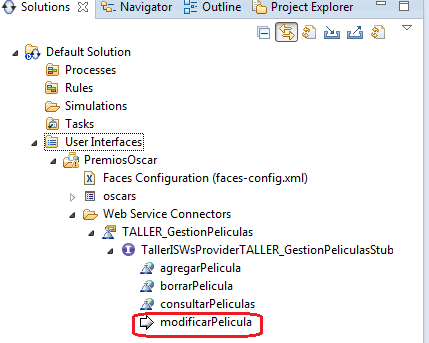 Solutions Navigator Outline Project Explorer
Default Solution
Processes
Rules
Simulations
Tasks
User Interfaces
PremiosOscar
Faces Configuration (faces-config.xml)
oscars
Web Service Connectors
TALLER_GestionPeliculas
TallerISWsProviderTALLER_GestionPeliculasStub
agregarPelicula
borrarPelicula
consultarPeliculas
modificarPelicula